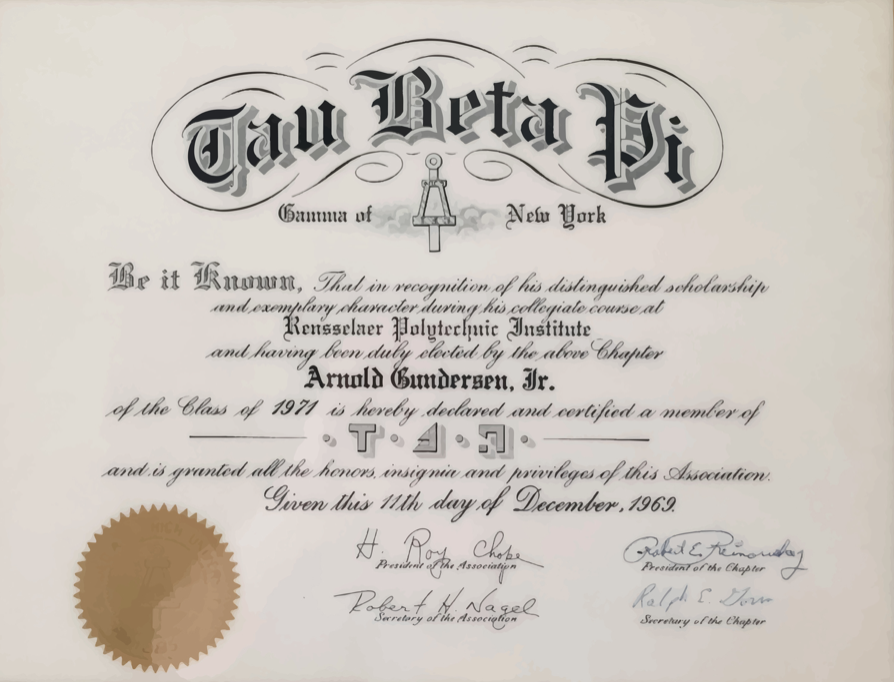 Tau Beta Pi
Gamma of New York
Be it Known, That in recognition of his distinguished scholarship
and exemplary character during his collegiate course at
Rensselaer Polytechnic Institute
and having been duly elected by the above Chapter
Arnold Gundersen, Jr.
of the Class of 1971 is hereby declared and certified a member of
and is granted all the honors, insignia and privileges of this Association.
Given this 11th day of December, 1969.
H. Roy Chope
President of the Association
Robert E.
President of the Chapter
Robert H. Nagel
Secretary of the Association
Ralph E.
Secretary of the Chapter